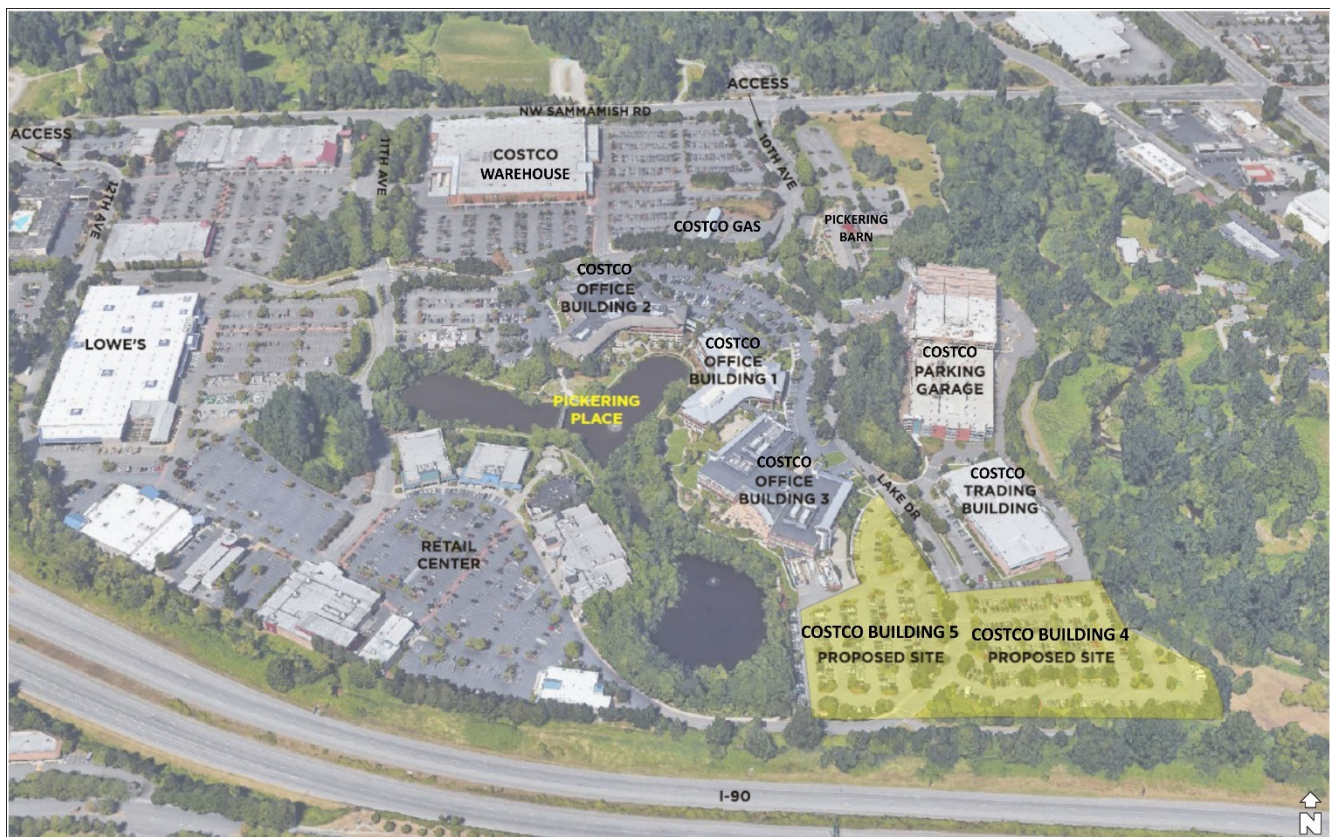 ACCESS
NW SAMMAMISH RD
ACCESS
12TH AVE
11TH AVE
COSTCO
WAREHOUSE
10TH AVE
COSTCO GAS
PICKERING
BARN
COSTCO
OFFICE
BUILDING 2
LOWE'S
COSTCO
OFFICE
BUILDING 1
COSTCO
PARKING
GARAGE
PICKERING
PLACE
COSTCO
OFFICE
BUILDING 3
LAKE DR
COSTCO
TRADING
BUILDING
RETAIL
CENTER
COSTCO BUILDING 5
PROPOSED SITE
COSTCO BUILDING 4
PROPOSED SITE
I-90
N